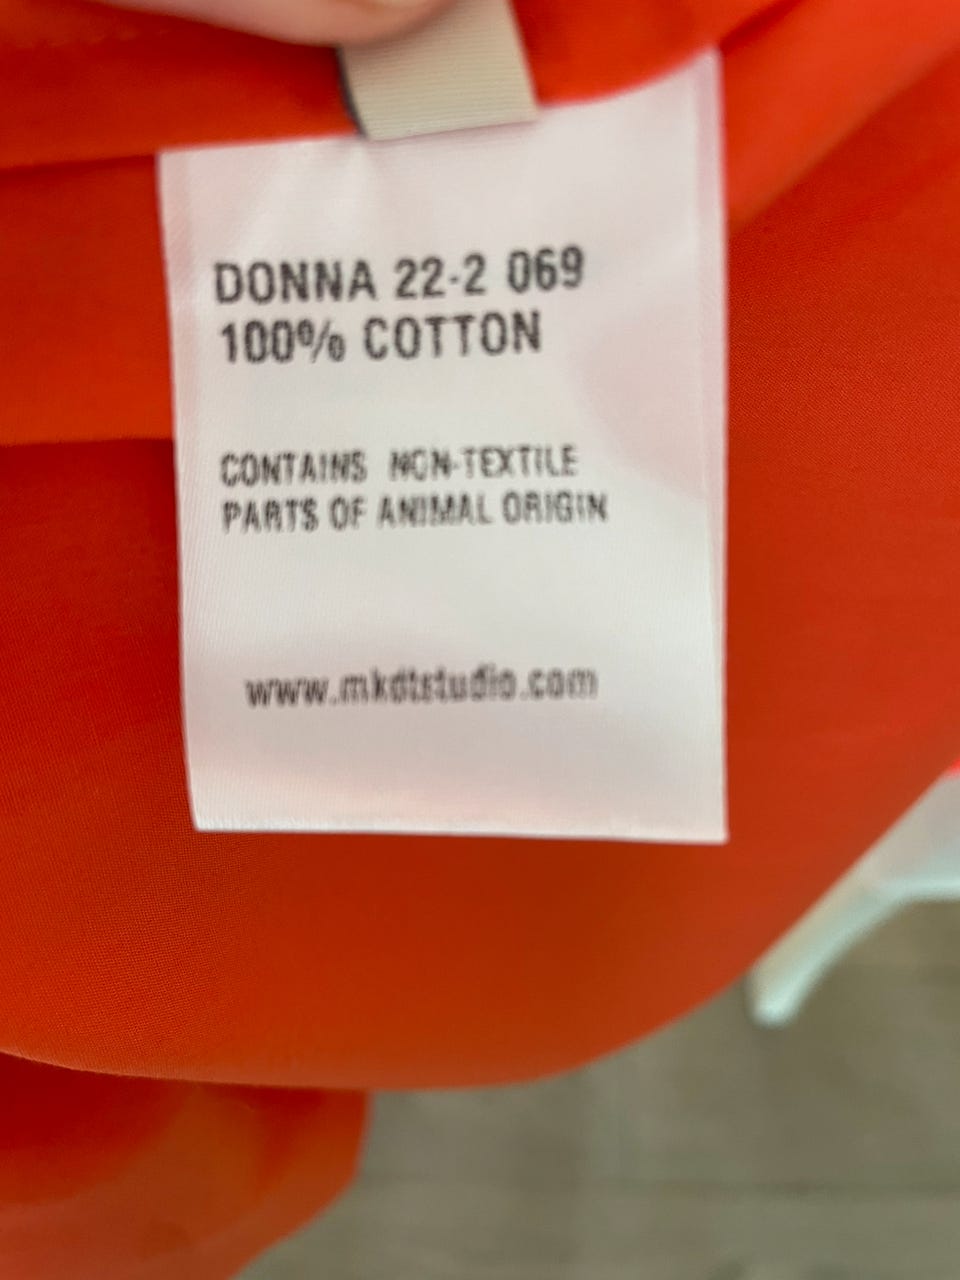 DONNA 22-2 069
100% COTTON
CONTAINS NON-TEXTILE
PARTS OF ANIMAL ORIGIN
www.mkdtstudio.com